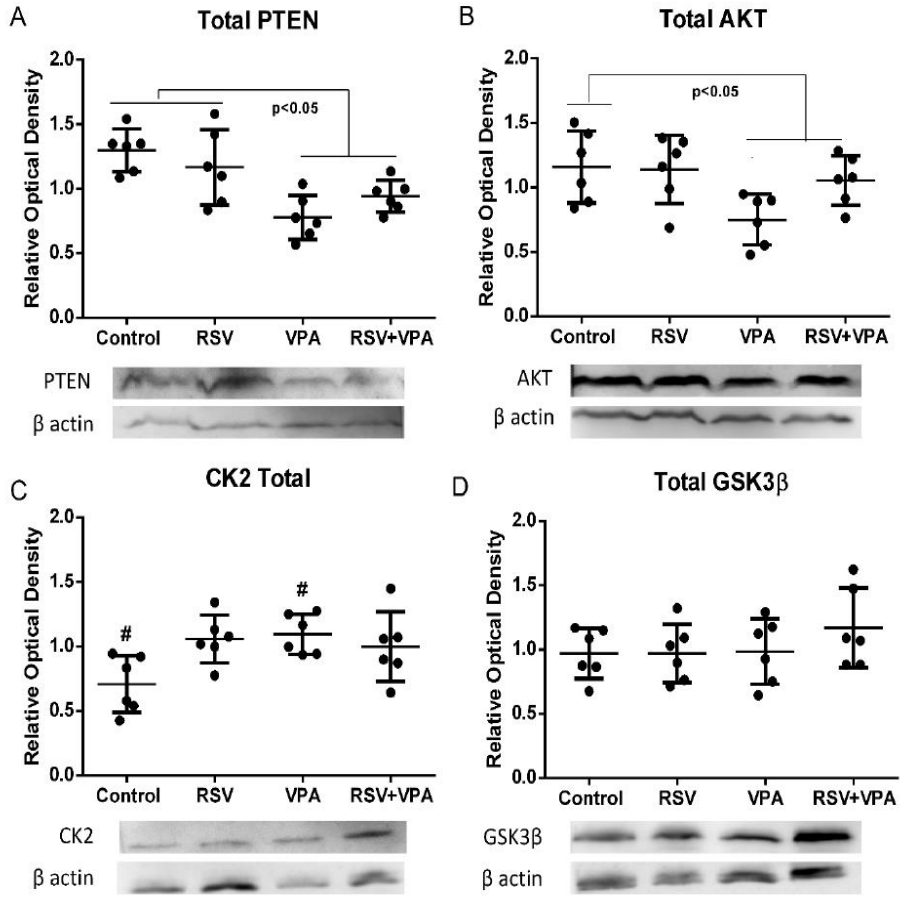 A
Total PTEN
Relative Optical Density
2.0
1.5
1.0
0.5
0.0
p<0.05
Control RSV VPA RSV+VPA
PTEN
β actin
B
Total AKT
Relative Optical Density
2.0
1.5
1.0
0.5
0.0
p<0.05
Control RSV VPA RSV+VPA
AKT
β actin
C
CK2 Total
Relative Optical Density
2.0
1.5
1.0
0.5
0.0
# #
Control RSV VPA RSV+VPA
CK2
β actin
D
Total GSK3β
Relative Optical Density
2.0
1.5
1.0
0.5
0.0
Control RSV VPA RSV+VPA
GSK3β
β actin